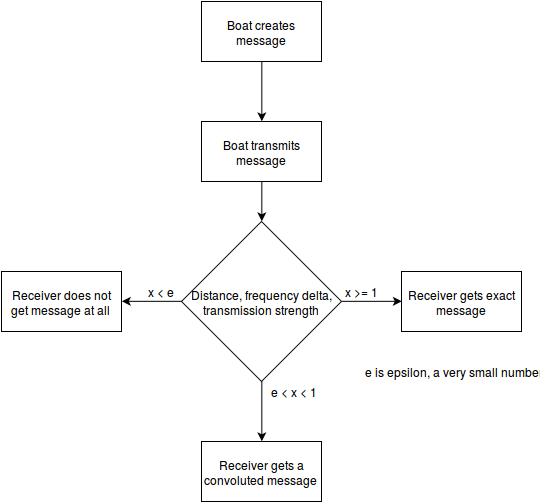 Boat creates
message
Boat transmits
message
x < e
Distance, frequency delta,
transmission strength
x >= 1
Receiver does not
get message at all
Receiver gets exact
message
e is epsilon, a very small number
e < x < 1
Receiver gets a
convoluted message